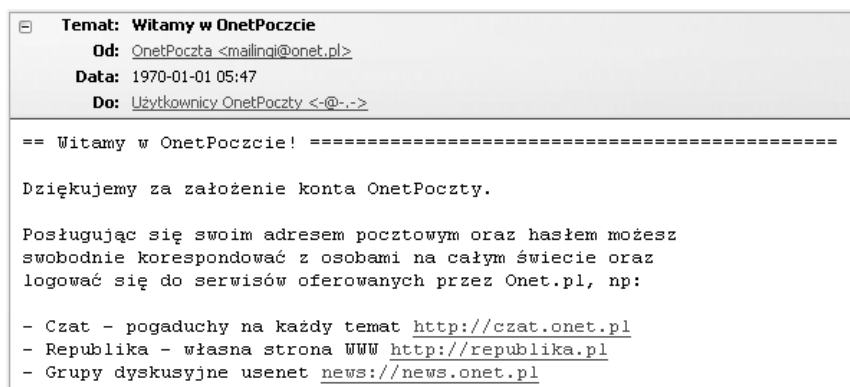 Temat: Witamy w OnetPoczcie
Od: OnetPoczta <mailingi@onet.pl>
Data: 1970-01-01 05:47
Do: Użytkownicy OnetPoczty <-@-.->
== Witamy w OnetPoczcie! ==============================================
Dziękujemy za założenie konta OnetPoczty.
Posługując się swoim adresem pocztowym oraz hasłem możesz
swobodnie korespondować z osobami na całym świecie oraz
logować się do serwisów oferowanych przez Onet.pl, np:
- Czat - pogaduchy na każdy temat http://czat.onet.pl
- Republika - własna strona WWW http://republika.pl
- Grupy dyskusyjne usenet news://news.onet.pl